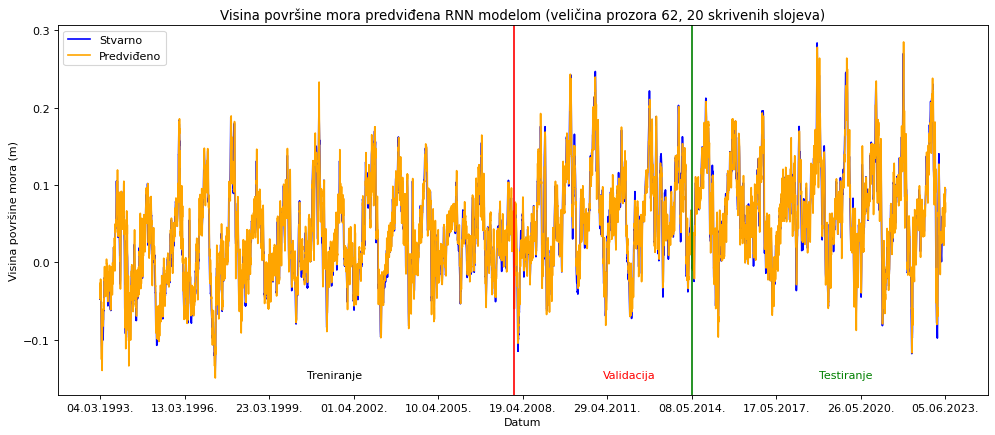 Visina površine mora predviđena RNN modelom (veličina prozora 62, 20 skrivenih slojeva)
Stvarno
Predviđeno
Visina površine mora (m)
0.3
0.2
0.1
0.0
−0.1
Treniranje
Validacija
Testiranje
04.03.1993.
13.03.1996.
23.03.1999.
01.04.2002.
10.04.2005.
19.04.2008.
29.04.2011.
08.05.2014.
17.05.2017.
26.05.2020.
05.06.2023.
Datum